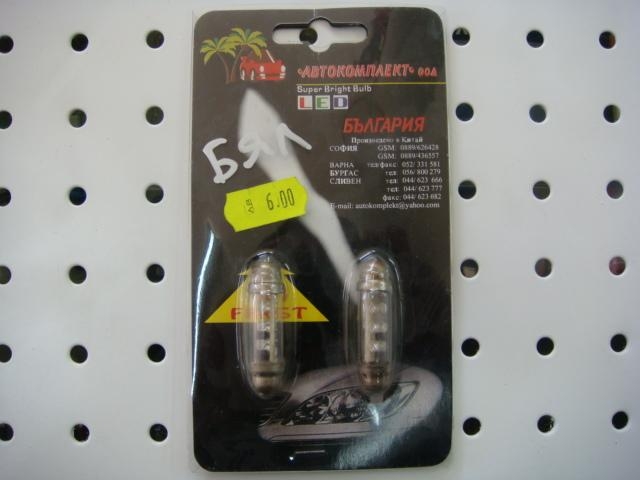 "АВТОКОМПЛЕКТ" ООД
Super Bright Bulb
LED
БЪЛГАРИЯ
Произведено в Китай
СОФИЯ GSM: 0889/626428
GSM: 0889/436557
ВАРНА тел/факс: 052/ 331 581
БУРГАС тел: 056/ 800 279
СЛИВЕН тел: 044/ 623 666
тел: 044/ 623 777
факс: 044/ 623 682
E-mail: autokomplekt@yahoo.com
Бял
ЛВ 6.00